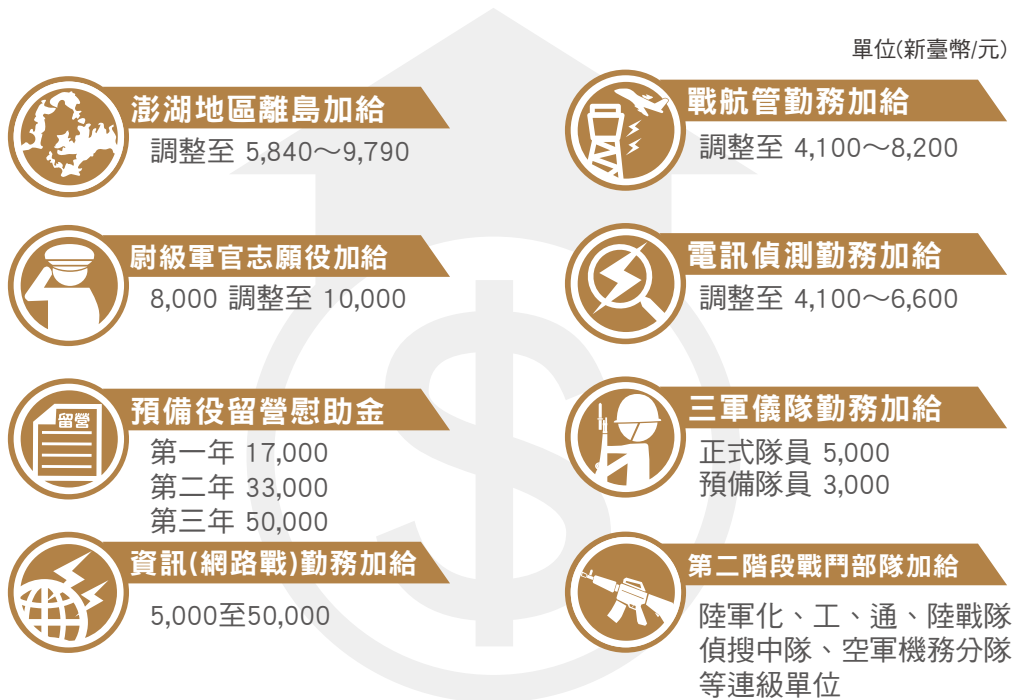 單位(新臺幣/元)
澎湖地區離島加給
調整至 5,840～9,790
戰航管勤務加給
調整至 4,100～8,200
尉級軍官志願役加給
8,000 調整至 10,000
電訊偵測勤務加給
調整至 4,100～6,600
留營
預備役留營慰助金
第一年 17,000
第二年 33,000
第三年 50,000
三軍儀隊勤務加給
正式隊員 5,000
預備隊員 3,000
資訊(網路戰)勤務加給
5,000至50,000
第二階段戰鬥部隊加給
陸軍化、工、通、陸戰隊
偵搜中隊、空軍機務分隊
等連級單位